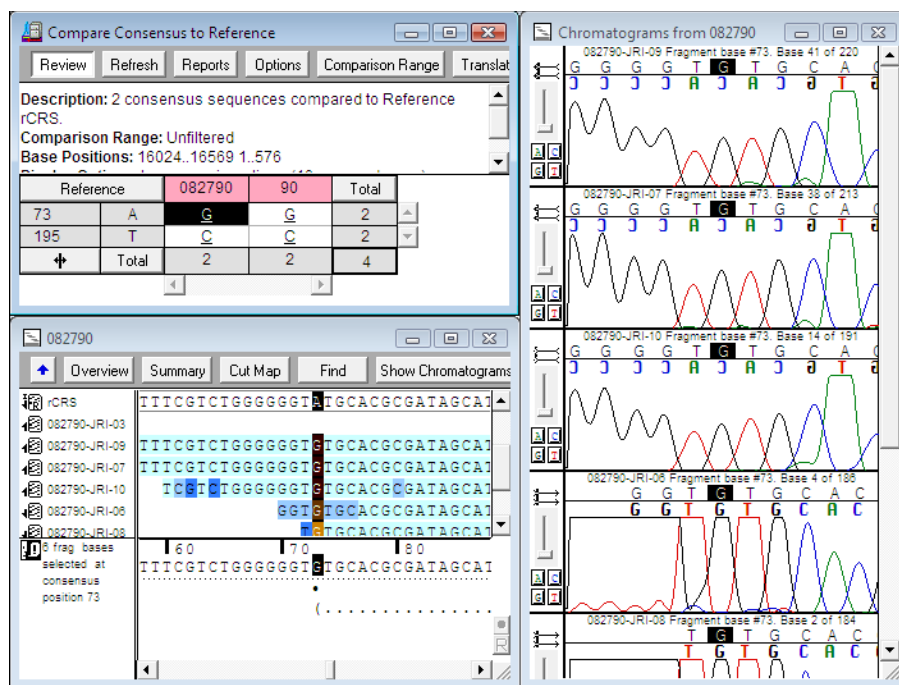 Compare Consensus to Reference
Review Refresh Reports Options Comparison Range Translat
Description: 2 consensus sequences compared to Reference
rCRS.
Comparison Range: Unfiltered
Base Positions: 16024..16569 1..576
Reference 082790 90 Total
73 A G G 2
195 T C C 2
Total 2 2 4
082790
Overview Summary Cut Map Find Show Chromatograms
rCRS TTTCGTCTGGGGGGTATGCACGCGATAGCAT
082790-JRI-03
082790-JRI-09 TTTCGTCTGGGGGGTGTGCACGCGATAGCAT
082790-JRI-07 TTTCGTCTGGGGGGTGTGCACGCGATAGCAT
082790-JRI-10 TCGTCTGGGGGGTGTGCACGCGATAGCAT
082790-JRI-06 GGTGTGCACGCGATAGCAT
082790-JRI-08 TGTGCACGCGATAGCAT
6 frag bases
selected at
consensus
position 73
60 70 80
TTTCGTCTGGGGGGTGTGCACGCGATAGCAT
R
Chromatograms from 082790
082790-JRI-09 Fragment base #73. Base 41 of 220
G G G G T G T G C A C
A C
G T
082790-JRI-07 Fragment base #73. Base 38 of 213
G G G G T G T G C A C
A C
G T
082790-JRI-10 Fragment base #73. Base 14 of 191
G G G G T G T G C A C
A C
G T
082790-JRI-06 Fragment base #73. Base 4 of 186
G G T G T G C A C
G G T G T G C A C
A C
G T
082790-JRI-08 Fragment base #73. Base 2 of 184
T G T G C A C
T G T G C A C